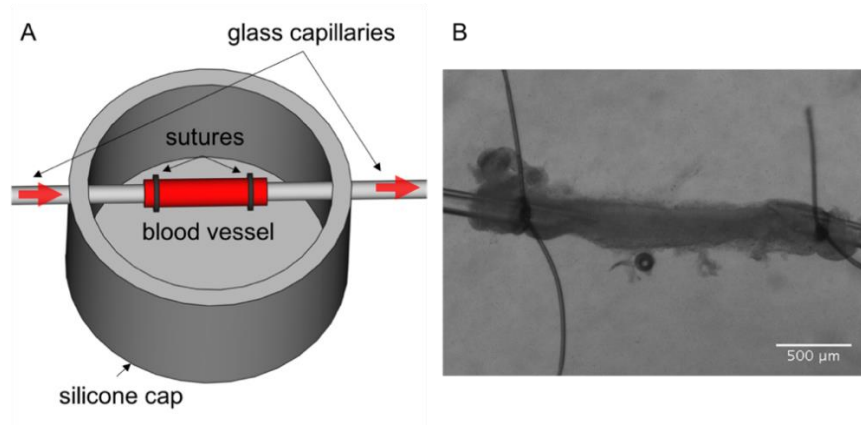 A
glass capillaries
sutures
blood vessel
silicone cap
B
500 µm